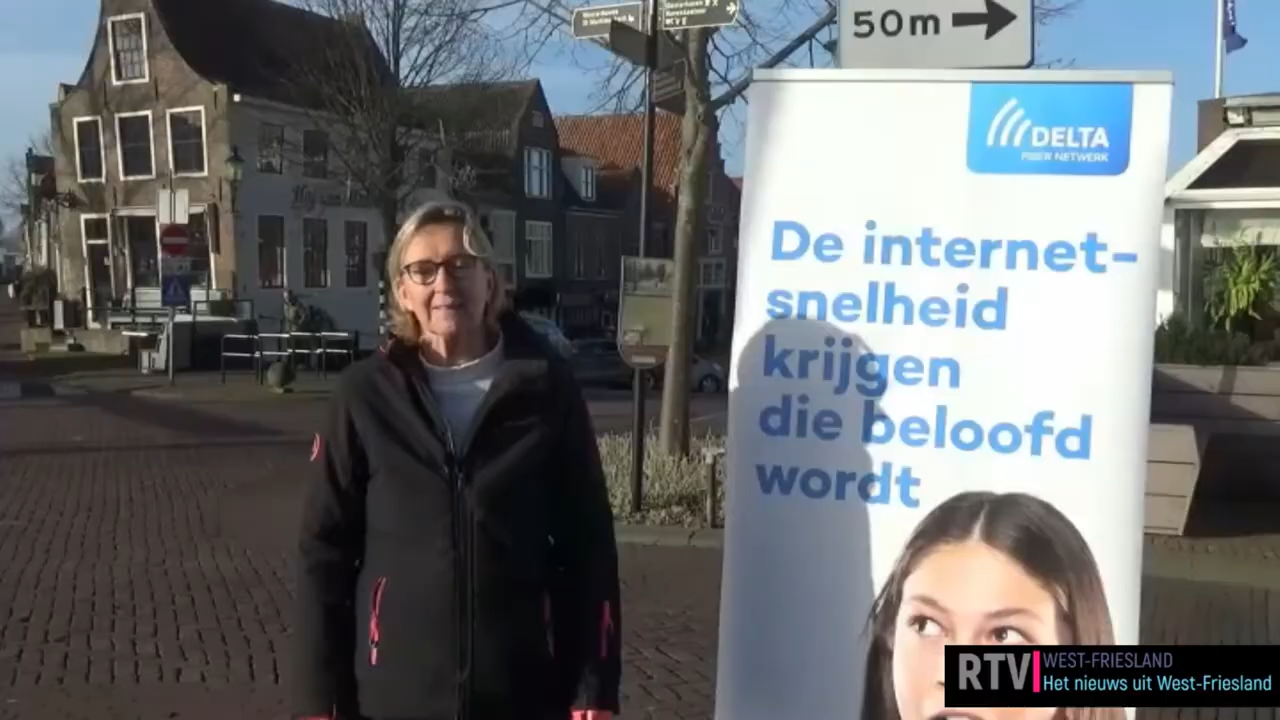 50m
DELTA
FIBER NETWERK
De internet-
snelheid
krijgen
die beloofd
wordt
RTV
WEST-FRIESLAND
Het nieuws uit West-Friesland